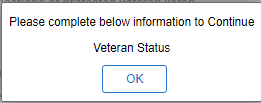 Please complete below information to Continue
Veteran Status
OK